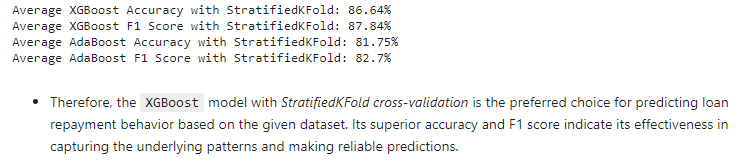 Average XGBoost Accuracy with StratifiedKFold: 86.64%
Average XGBoost F1 Score with StratifiedKFold: 87.84%
Average AdaBoost Accuracy with StratifiedKFold: 81.75%
Average AdaBoost F1 Score with StratifiedKFold: 82.7%
• Therefore, the XGBoost model with StratifiedKFold cross-validation is the preferred choice for predicting loan
repayment behavior based on the given dataset. Its superior accuracy and F1 score indicate its effectiveness in
capturing the underlying patterns and making reliable predictions.